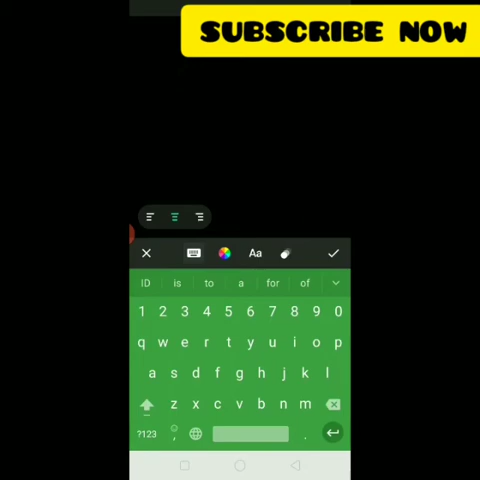 SUBSCRIBE NOW
Aa
ID is to a for of
1 2 3 4 5 6 7 8 9 0
q w e r t y u i o p
a s d f g h j k l
z x c v b n m
?123 , .